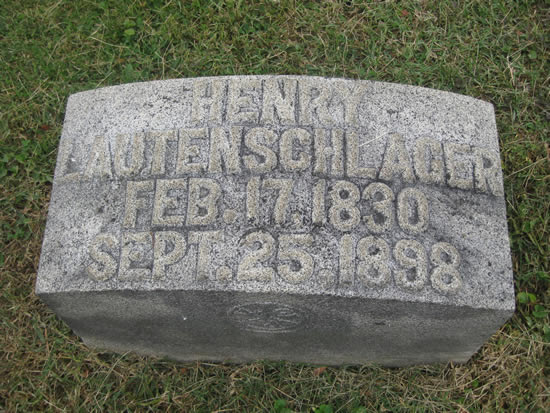 HENRY
LAUTENSCHLAGER
FEB. 17. 1830
SEPT. 25. 1898